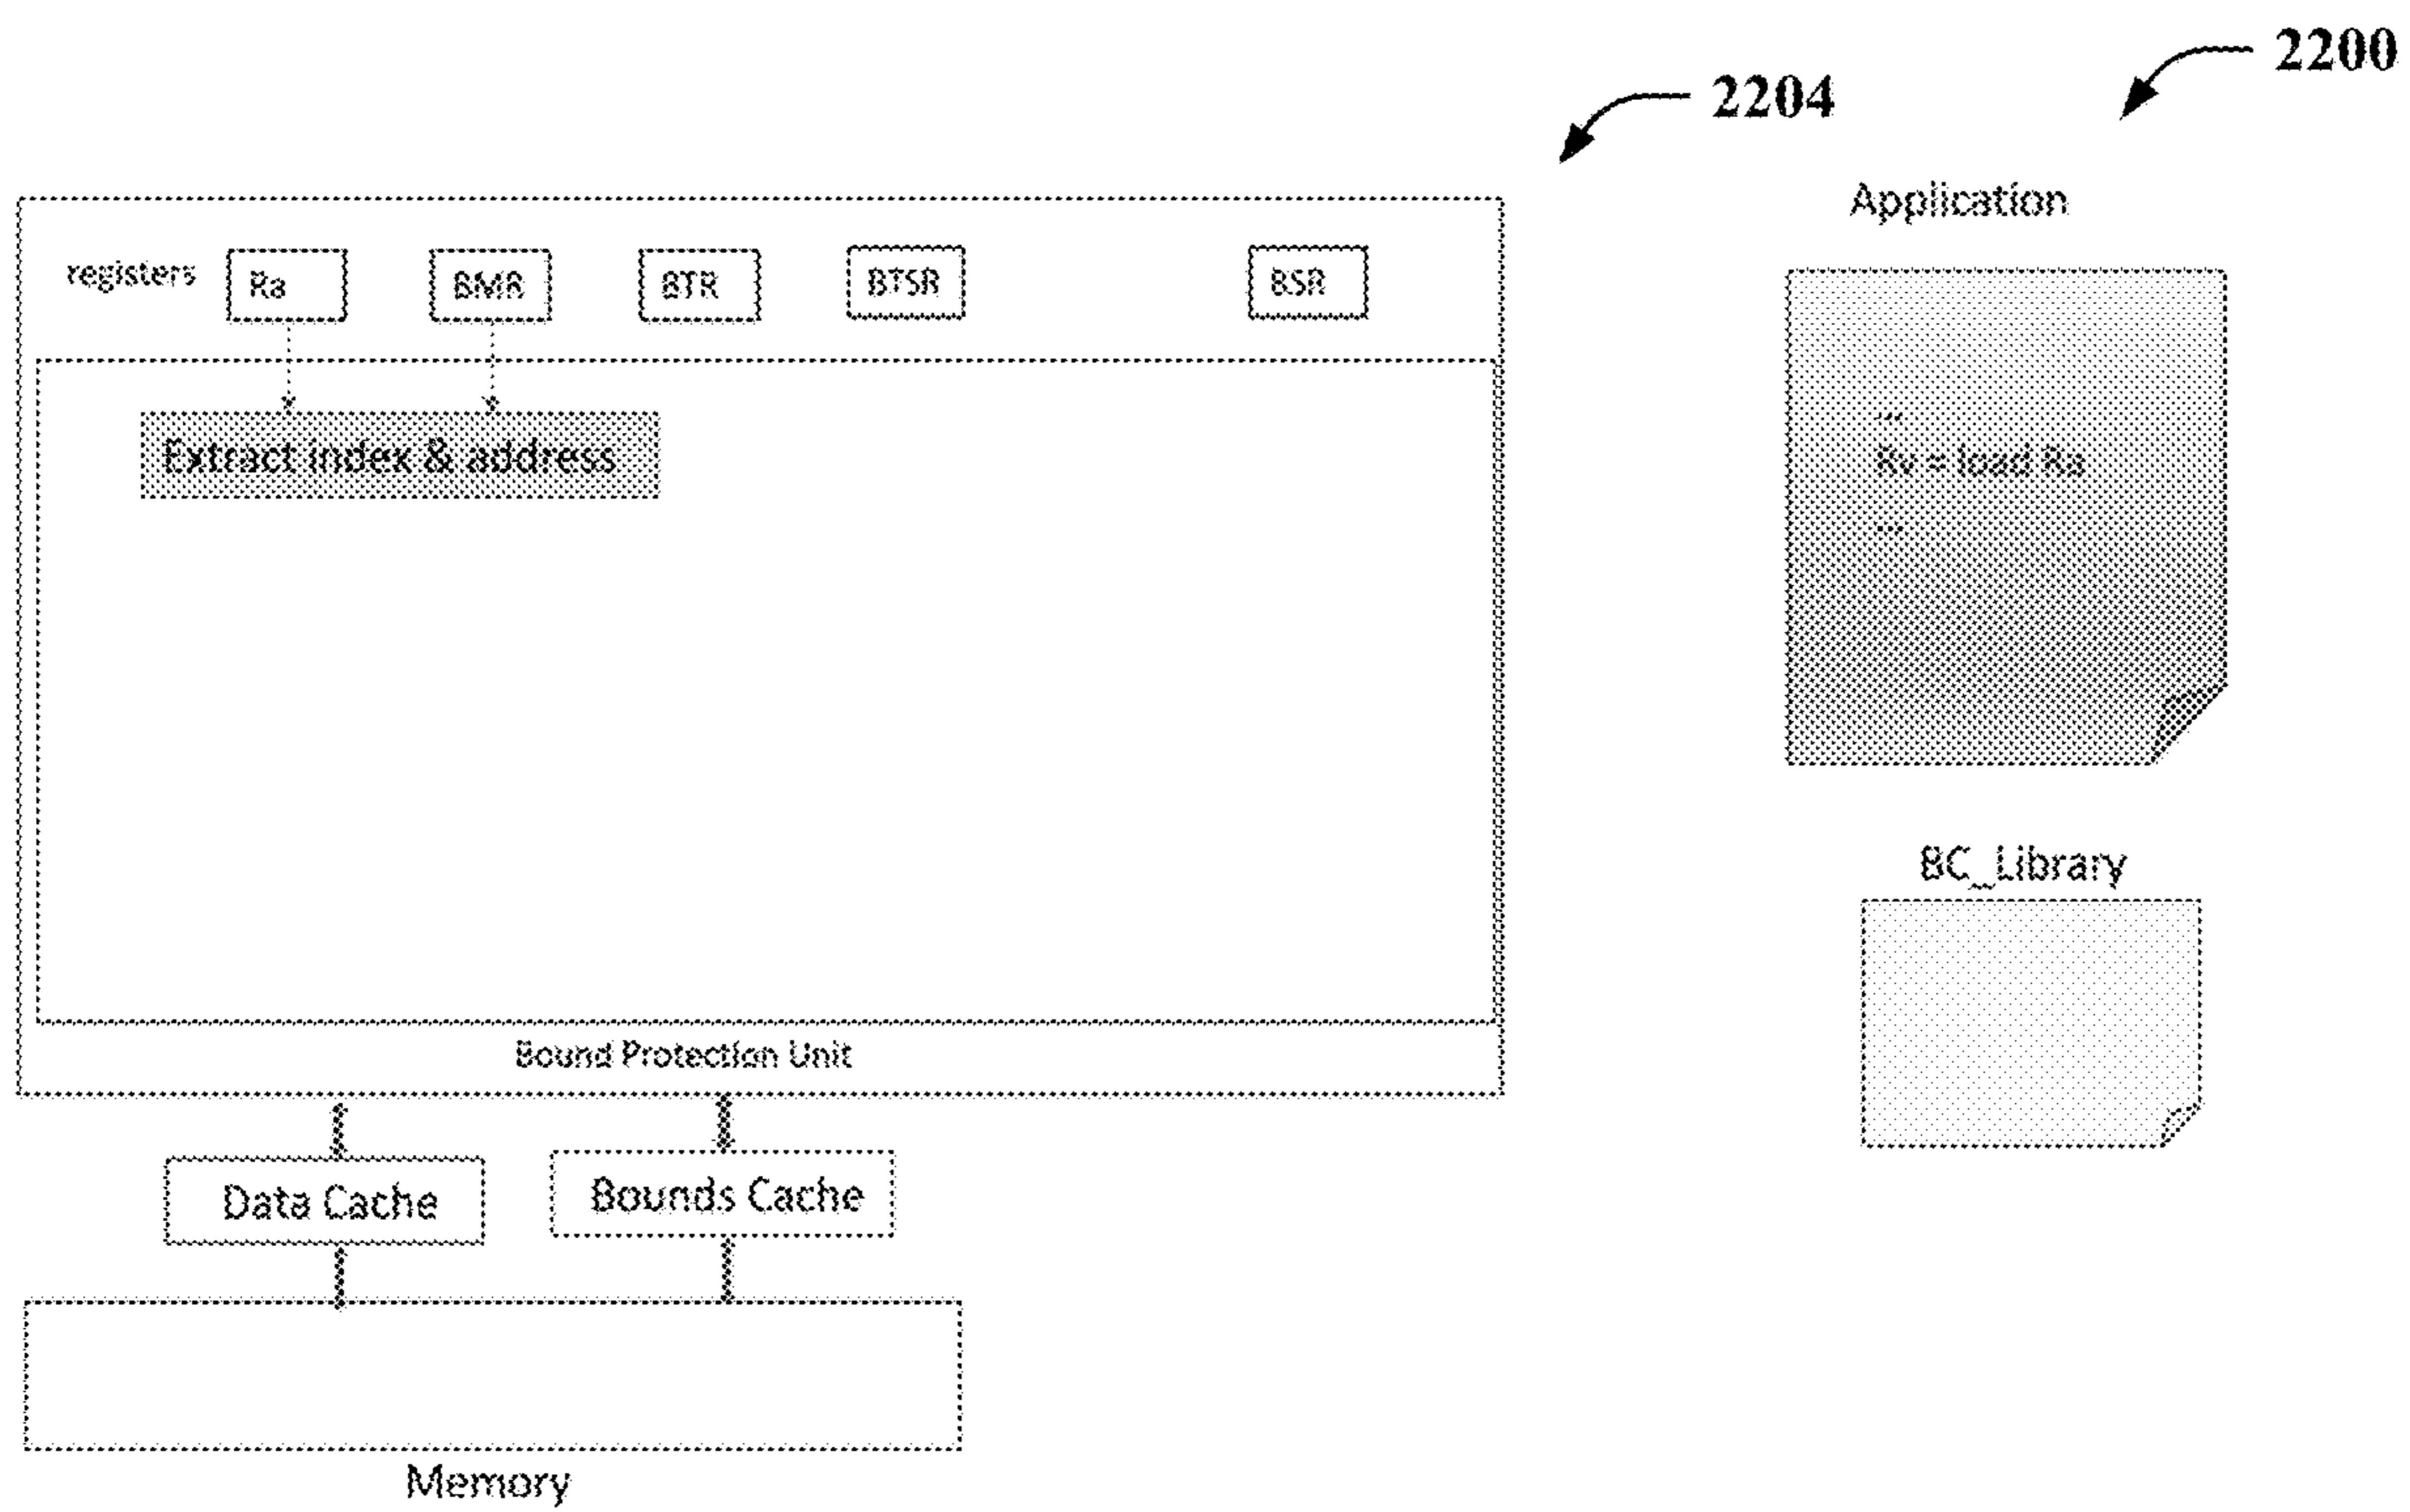 2200
2204
Application
registers Ra BMR BTR BTSR BSR
Extract index & address
...
Rv = load Ra
...
BC_Library
Bound Protection Unit
Data Cache Bounds Cache
Memory